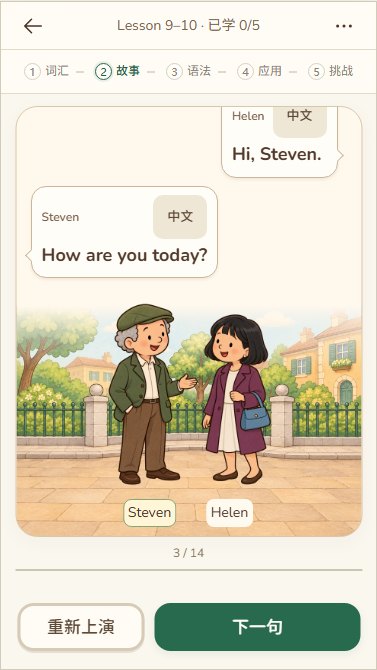 Lesson 9–10 · 已学 0/5
1 词汇 2 故事 3 语法 4 应用 5 挑战
Helen 中文
Hi, Steven.
Steven 中文
How are you today?
Steven Helen
3 / 14
重新上演 下一句